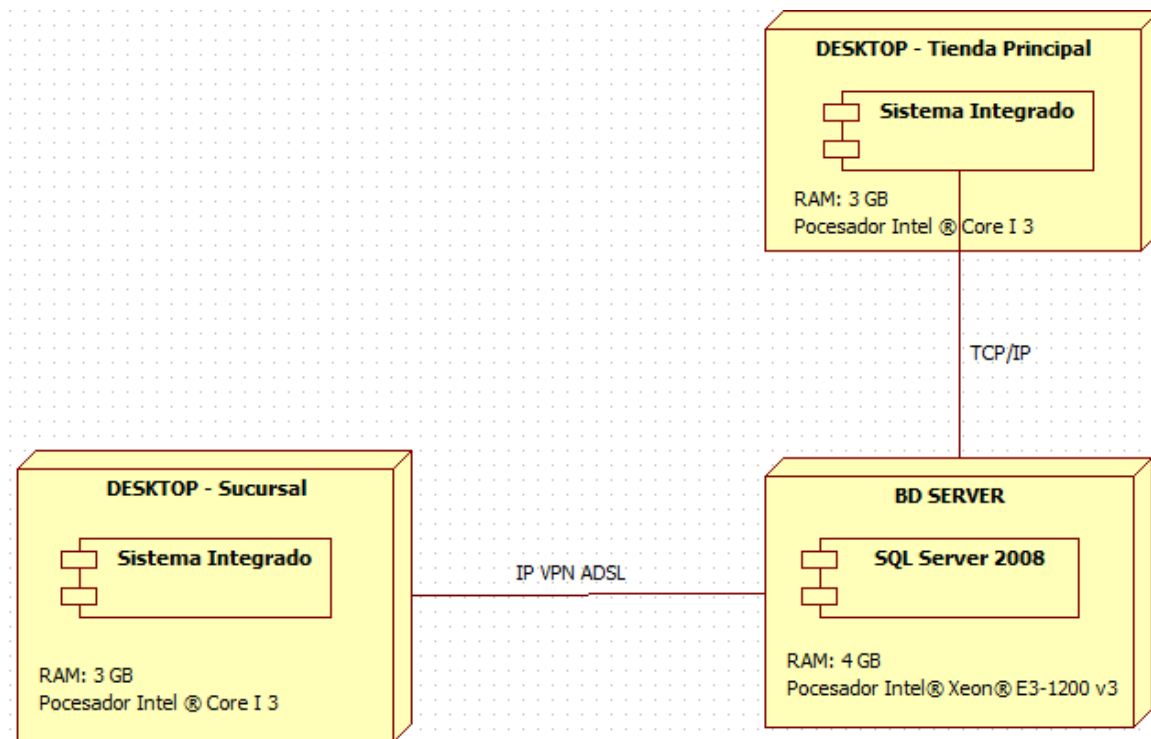 DESKTOP - Tienda Principal
Sistema Integrado
RAM: 3 GB
Pocesador Intel ® Core I 3
TCP/IP
DESKTOP - Sucursal
Sistema Integrado
RAM: 3 GB
Pocesador Intel ® Core I 3
IP VPN ADSL
BD SERVER
SQL Server 2008
RAM: 4 GB
Pocesador Intel® Xeon® E3-1200 v3